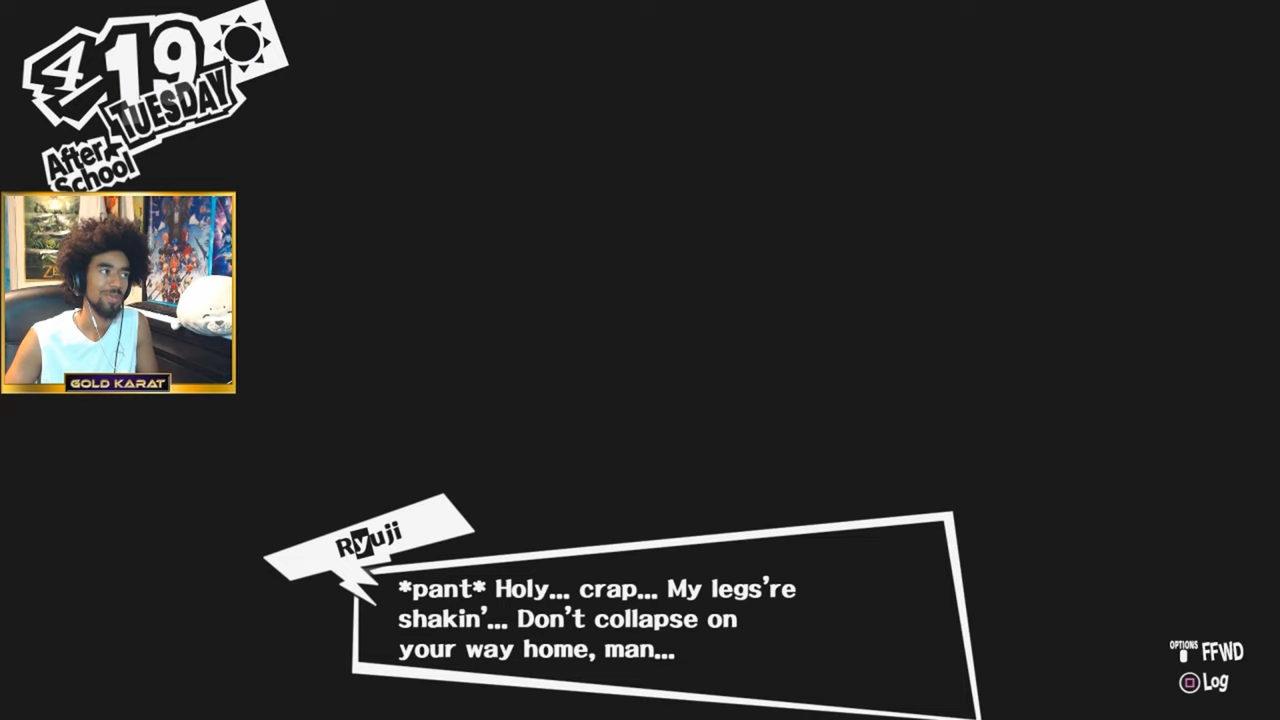 4 19
TUESDAY
After
School
ZE
GOLD KARAT
Ryuji
*pant* Holy... crap... My legs're
shakin'... Don't collapse on
your way home, man...
OPTIONS FFWD
Log